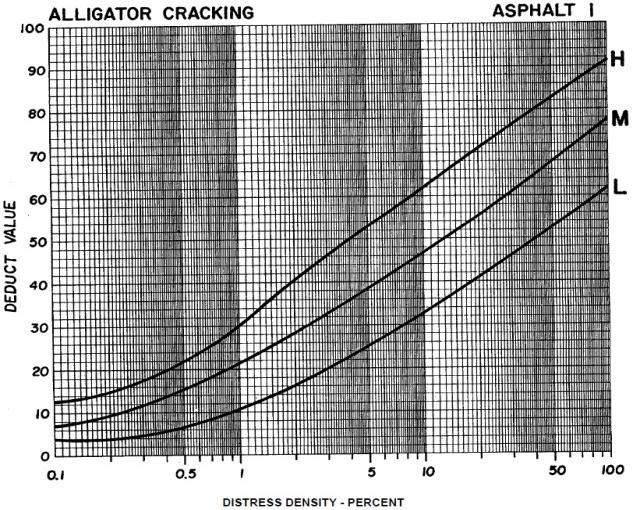 ALLIGATOR CRACKING ASPHALT 1
100
90
80
70
60
50
40
30
20
10
0
DEDUCT VALUE
H
M
L
0.1 0.5 1 5 10 50 100
DISTRESS DENSITY - PERCENT